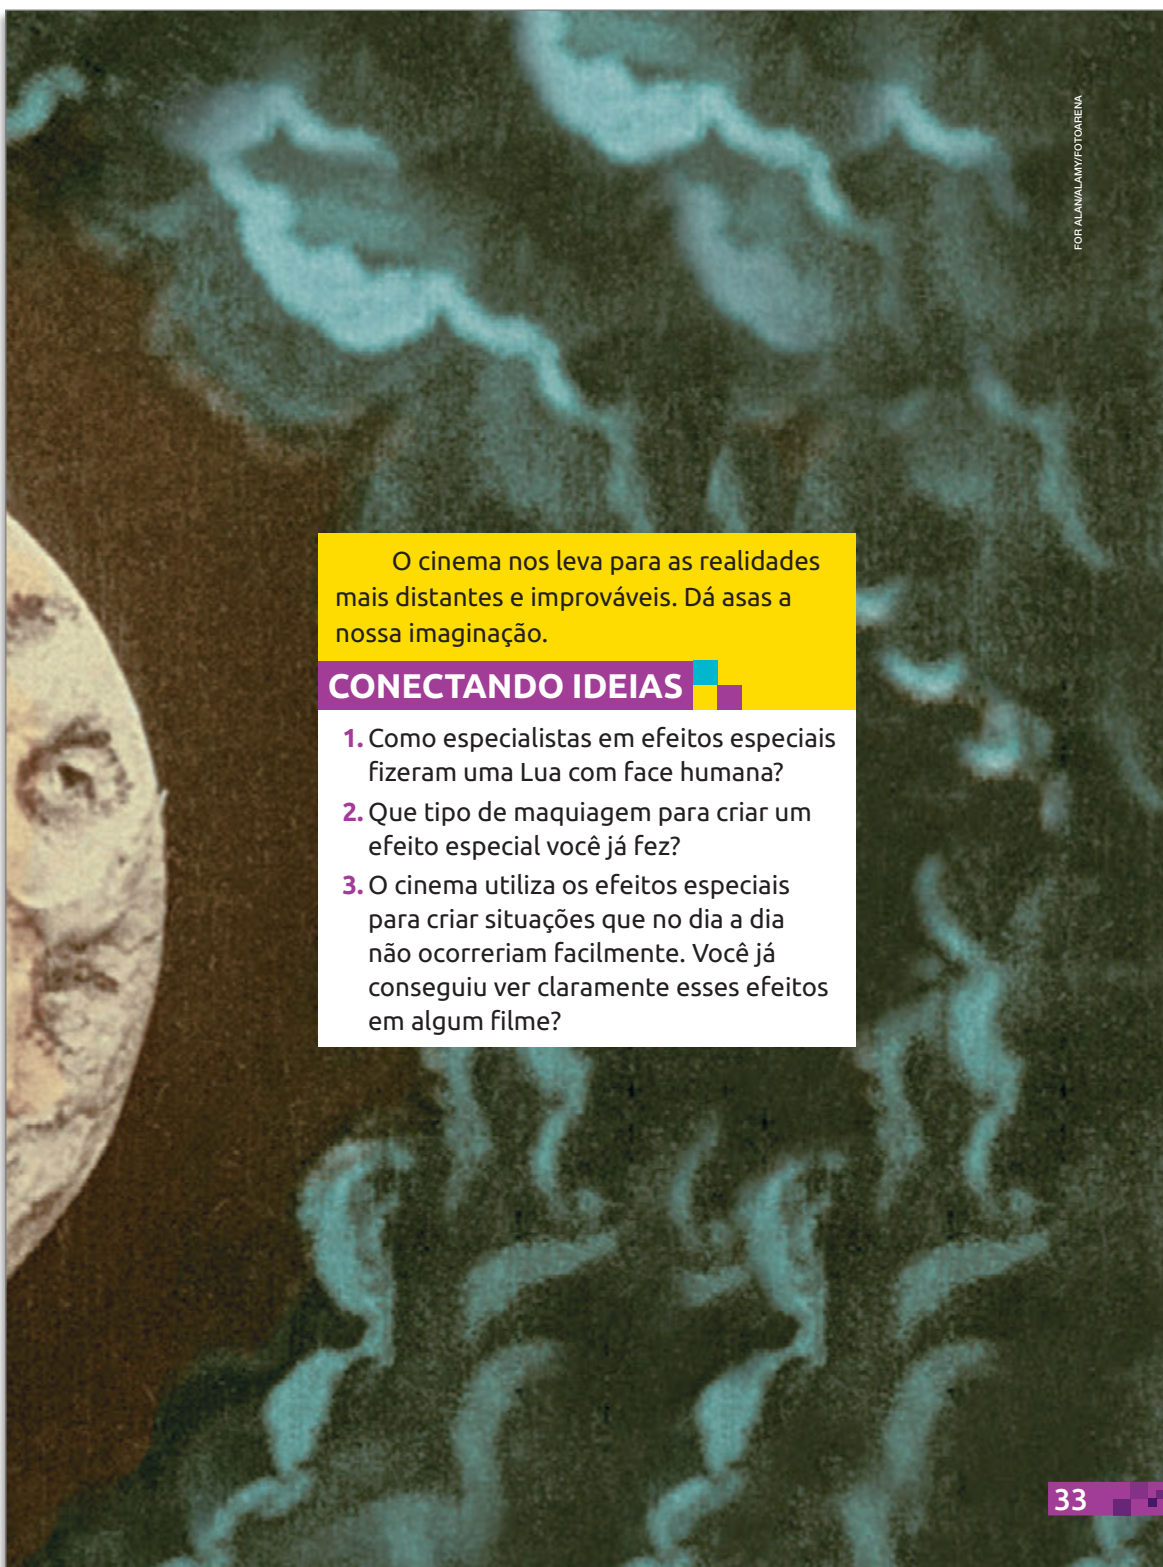 FOR ALAN/ALAMY/FOTOARENA
O cinema nos leva para as realidades
mais distantes e improváveis. Dá asas a
nossa imaginação.
CONECTANDO IDEIAS
1. Como especialistas em efeitos especiais
fizeram uma Lua com face humana?
2. Que tipo de maquiagem para criar um
efeito especial você já fez?
3. O cinema utiliza os efeitos especiais
para criar situações que no dia a dia
não ocorreriam facilmente. Você já
conseguiu ver claramente esses efeitos
em algum filme?
33